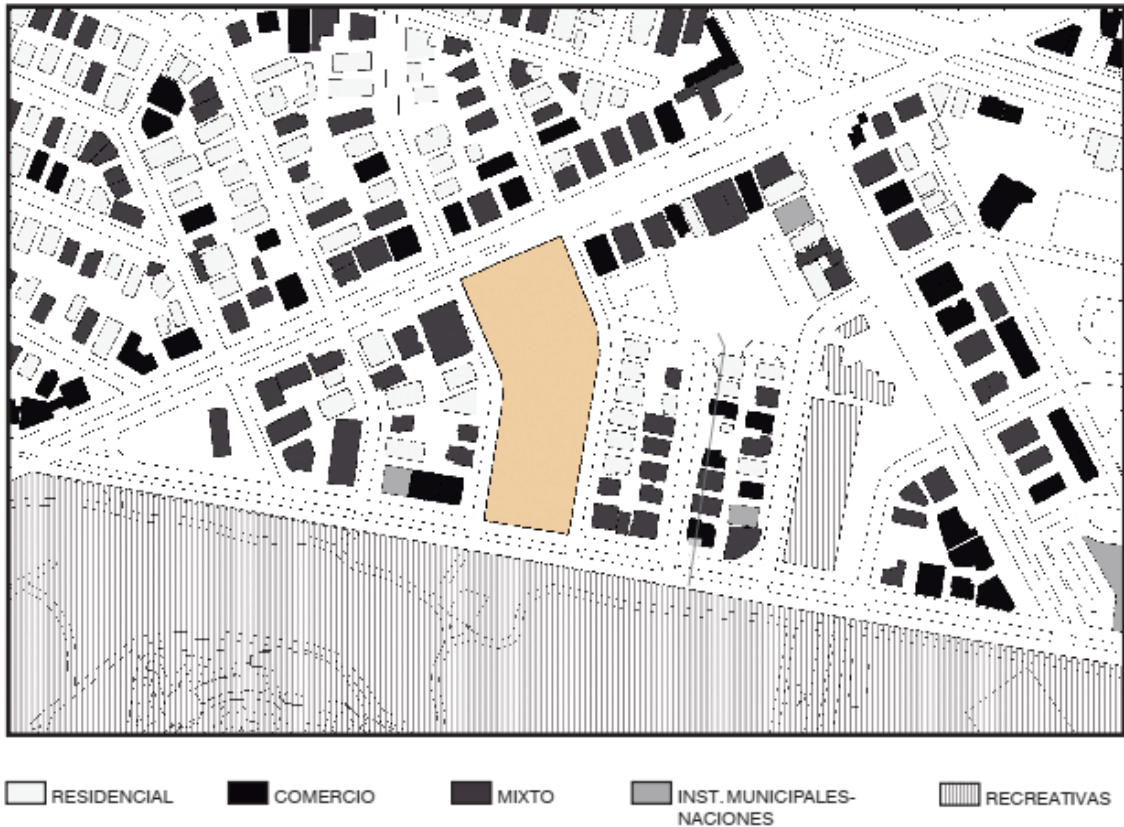 RESIDENCIAL
COMERCIO
MIXTO
INST. MUNICIPALES-
NACIONES
RECREATIVAS